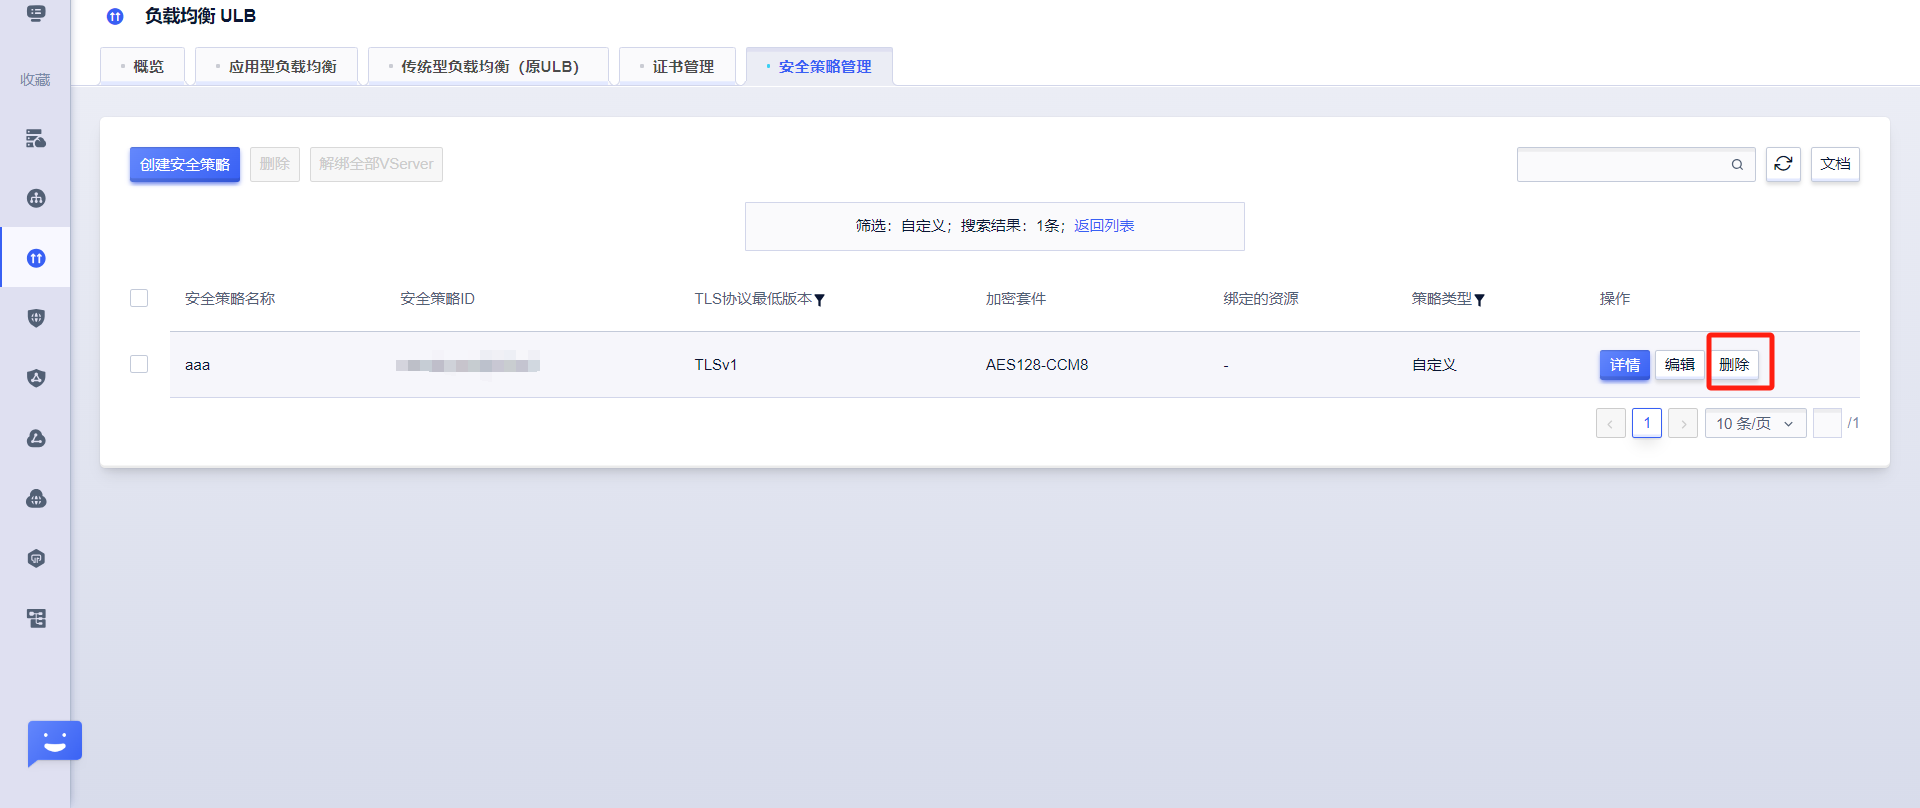 负载均衡 ULB
收藏
概览
应用型负载均衡
传统型负载均衡（原ULB）
证书管理
安全策略管理
创建安全策略
删除
解绑全部VServer
文档
筛选：自定义；搜索结果：1条；返回列表
安全策略名称 安全策略ID TLS协议最低版本 加密套件 绑定的资源 策略类型 操作
aaa TLSv1 AES128-CCM8 - 自定义 详情 编辑 删除
1 10 条/页 /1